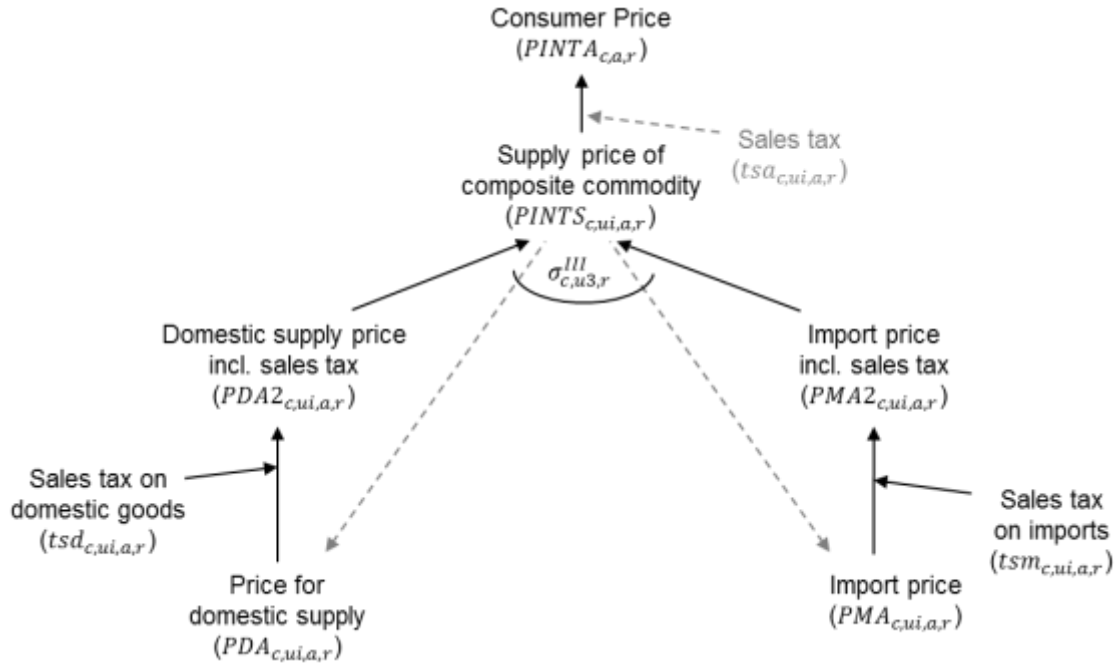 Consumer Price
(PINTA_{c,a,r})
Sales tax
(tsa_{c,ui,a,r})
Supply price of
composite commodity
(PINTS_{c,ui,a,r})
σ^{III}_{c,u3,r}
Domestic supply price
incl. sales tax
(PDA2_{c,ui,a,r})
Import price
incl. sales tax
(PMA2_{c,ui,a,r})
Sales tax on
domestic goods
(tsd_{c,ui,a,r})
Sales tax
on imports
(tsm_{c,ui,a,r})
Price for
domestic supply
(PDA_{c,ui,a,r})
Import price
(PMA_{c,ui,a,r})